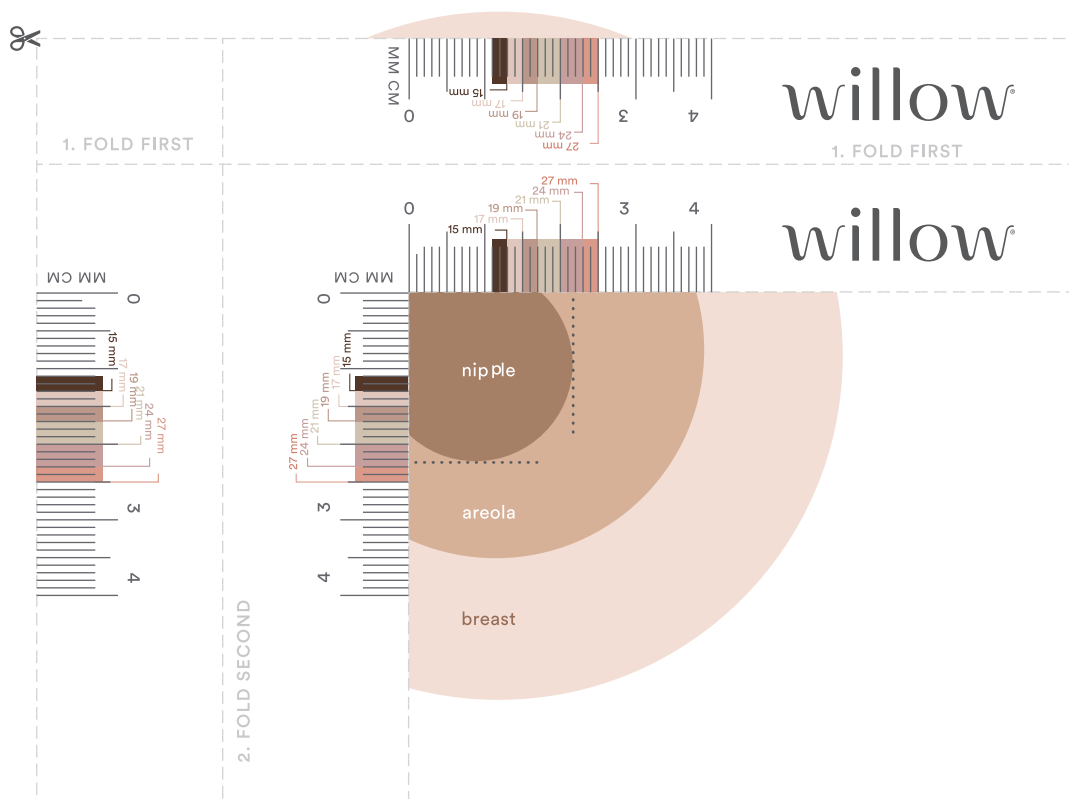 MM CM
0
3
4
15 mm
17 mm
19 mm
21 mm
24 mm
27 mm
willow®
1. FOLD FIRST
1. FOLD FIRST
27 mm
24 mm
21 mm
19 mm
17 mm
15 mm
0
3
4
willow®
MM CM
0
15 mm
17 mm
19 mm
21 mm
24 mm
27 mm
3
4
MM CM
0
15 mm
17 mm
19 mm
21 mm
24 mm
27 mm
3
4
nipple
areola
breast
2. FOLD SECOND